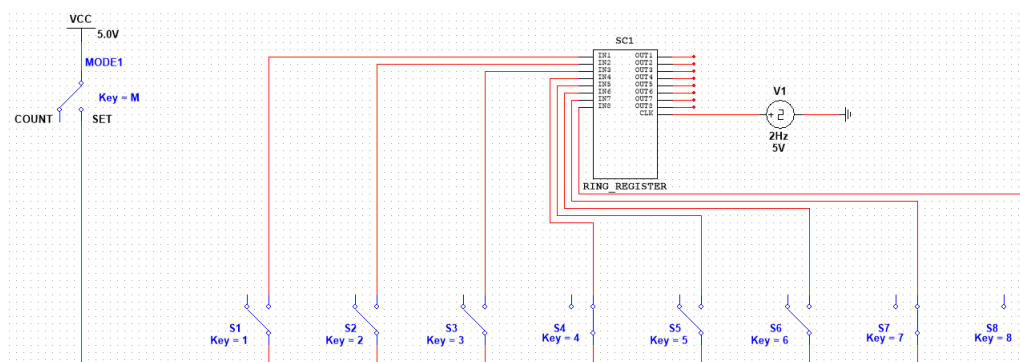 VCC
5.0V
MODE1
Key = M
COUNT
SET
SC1
IN1 OUT1
IN2 OUT2
IN3 OUT3
IN4 OUT4
IN5 OUT5
IN6 OUT6
IN7 OUT7
IN8 OUT8
CLK
RING_REGISTER
V1
+ 2
2Hz
5V
S1
Key = 1
S2
Key = 2
S3
Key = 3
S4
Key = 4
S5
Key = 5
S6
Key = 6
S7
Key = 7
S8
Key = 8